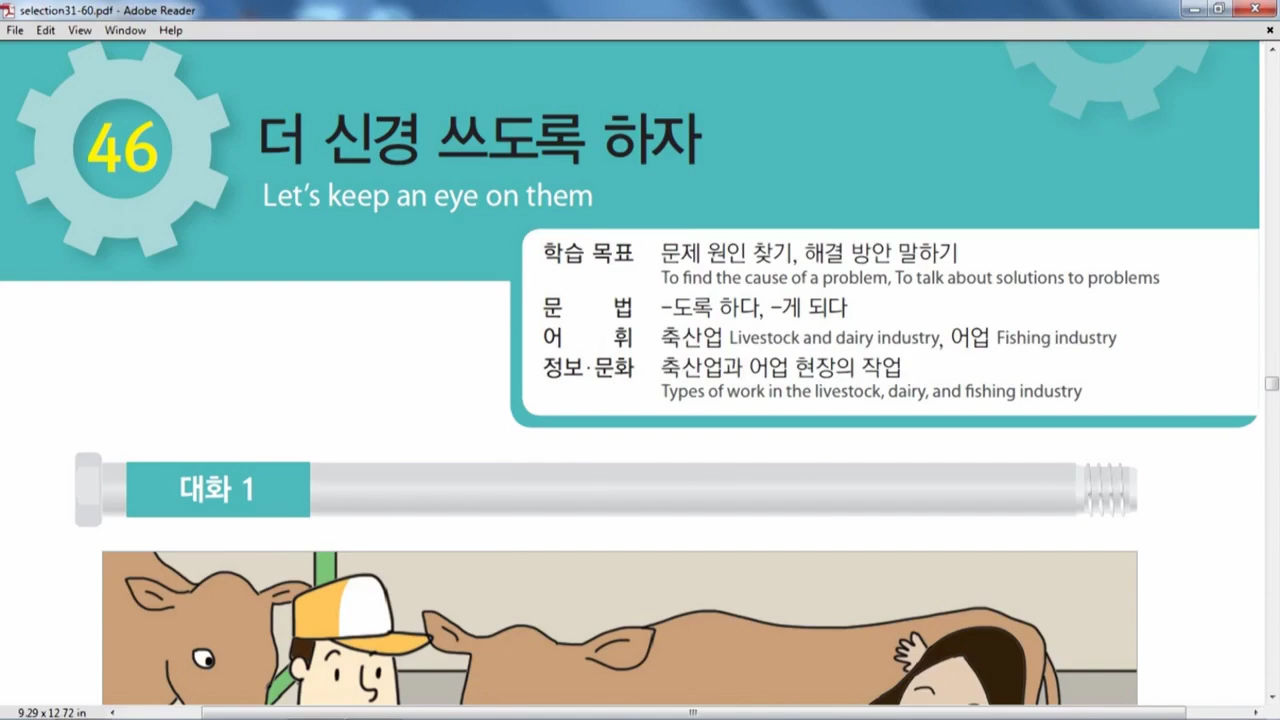 selection31-60.pdf - Adobe Reader
File Edit View Window Help
46
더 신경 쓰도록 하자
Let's keep an eye on them
학습 목표 문제 원인 찾기, 해결 방안 말하기
To find the cause of a problem, To talk about solutions to problems
문 법 -도록 하다, -게 되다
어 휘 축산업 Livestock and dairy industry, 어업 Fishing industry
정보·문화 축산업과 어업 현장의 작업
Types of work in the livestock, dairy, and fishing industry
대화 1
9.29 x 12.72 in